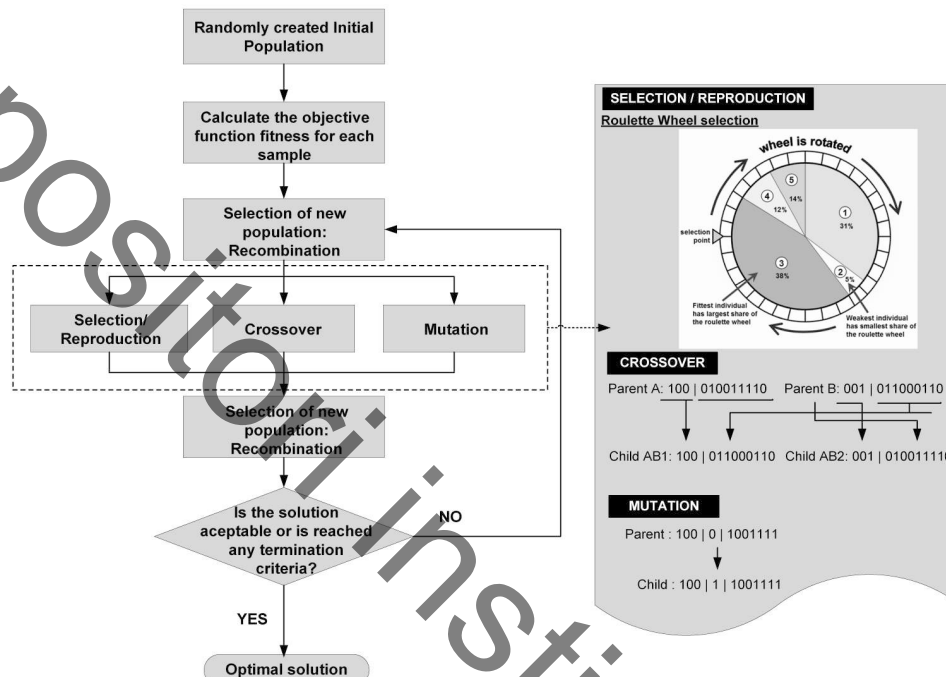 Randomly created Initial
Population
Calculate the objective
function fitness for each
sample
Selection of new
population:
Recombination
Selection/
Reproduction
Crossover
Mutation
Selection of new
population:
Recombination
Is the solution
aceptable or is reached
any termination
criteria?
NO
YES
Optimal solution
SELECTION / REPRODUCTION
Roulette Wheel selection
wheel is rotated
5
14%
4
12%
1
31%
selection
point
3
38%
2
5%
Fittest individual
has largest share of
the roulette wheel
Weakest individual
has smallest share of
the roulette wheel
CROSSOVER
Parent A: 100 | 010011110 Parent B: 001 | 011000110
Child AB1: 100 | 011000110 Child AB2: 001 | 010011110
MUTATION
Parent : 100 | 0 | 1001111
Child : 100 | 1 | 1001111
ositori insti